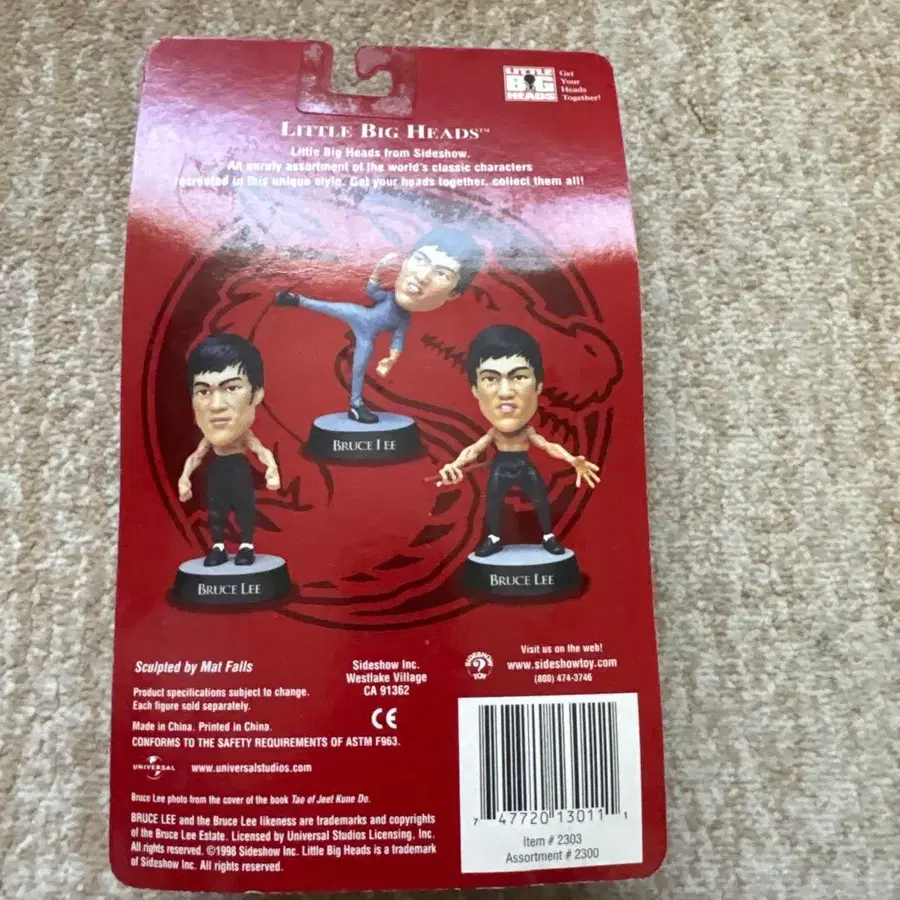 LITTLE
BIG
HEADS
Get
Your
Heads
Together!
LITTLE BIG HEADS™
Little Big Heads from Sideshow.
An unruly assortment of the world's classic characters
recreated in this unique style. Get your heads together, collect them all!
BRUCE LEE
BRUCE LEE
BRUCE LEE
Sculpted by Mat Falls
Product specifications subject to change.
Each figure sold separately.
Made in China. Printed in China.
CONFORMS TO THE SAFETY REQUIREMENTS OF ASTM F963.
Sideshow Inc.
Westlake Village
CA 91362
CE
SIDESHOW
?
TOY
Visit us on the web!
www.sideshowtoy.com
(800) 474-3746
UNIVERSAL
www.universalstudios.com
Bruce Lee photo from the cover of the book Tao of Jeet Kune Do.
BRUCE LEE and the Bruce Lee likeness are trademarks and copyrights
of the Bruce Lee Estate. Licensed by Universal Studios Licensing, Inc.
All rights reserved. ©1998 Sideshow Inc. Little Big Heads is a trademark
of Sideshow Inc. All rights reserved.
7 47720 13011 1
Item # 2303
Assortment # 2300